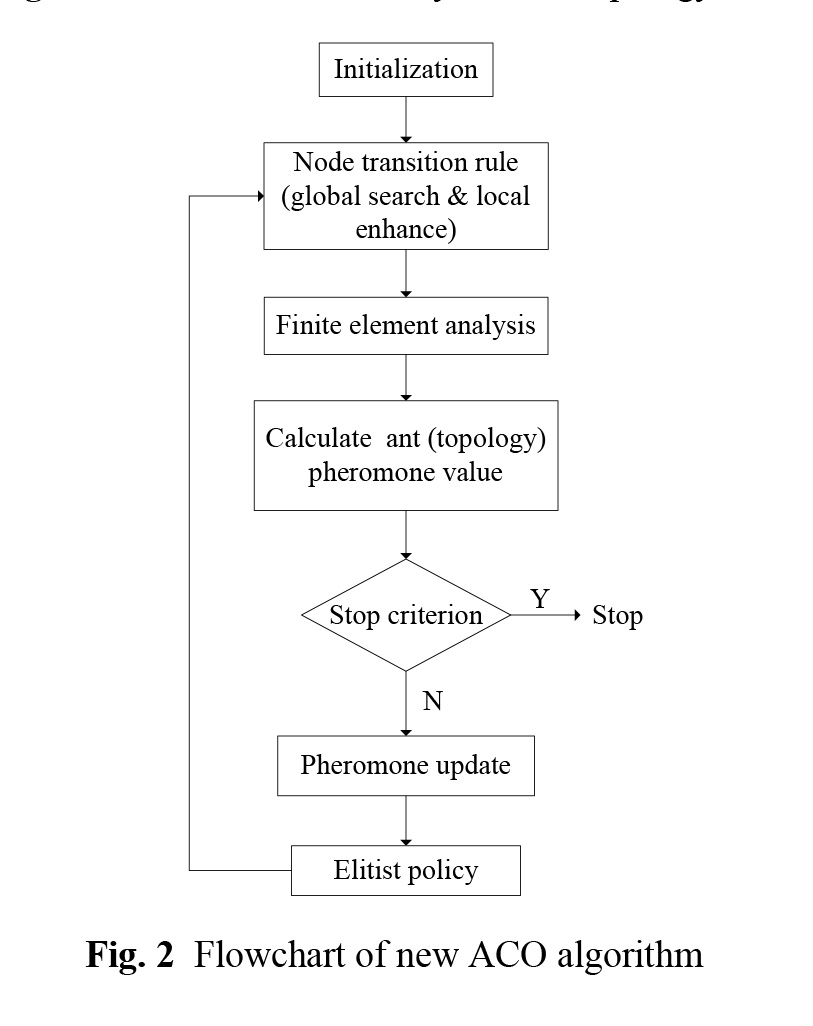 Initialization
Node transition rule
(global search & local
enhance)
Finite element analysis
Calculate  ant (topology)
pheromone value
Stop criterion
Y
Stop
N
Pheromone update
Elitist policy
Fig. 2  Flowchart of new ACO algorithm